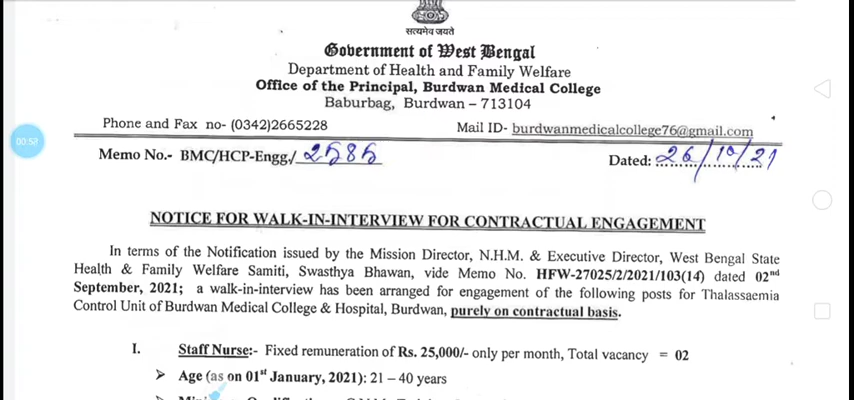 सत्यमेव जयते
Government of West Bengal
Department of Health and Family Welfare
Office of the Principal, Burdwan Medical College
Baburbag, Burdwan – 713104
Phone and Fax no- (0342)2665228 Mail ID- burdwanmedicalcollege76@gmail.com
00:52
Memo No.- BMC/HCP-Engg./ 2585 Dated: 26/10/21
NOTICE FOR WALK-IN-INTERVIEW FOR CONTRACTUAL ENGAGEMENT
In terms of the Notification issued by the Mission Director, N.H.M. & Executive Director, West Bengal State
Health & Family Welfare Samiti, Swasthya Bhawan, vide Memo No. HFW-27025/2/2021/103(14) dated 02nd
September, 2021; a walk-in-interview has been arranged for engagement of the following posts for Thalassaemia
Control Unit of Burdwan Medical College & Hospital, Burdwan, purely on contractual basis.
I. Staff Nurse:- Fixed remuneration of Rs. 25,000/- only per month, Total vacancy = 02
➢ Age (as on 01st January, 2021): 21 – 40 years